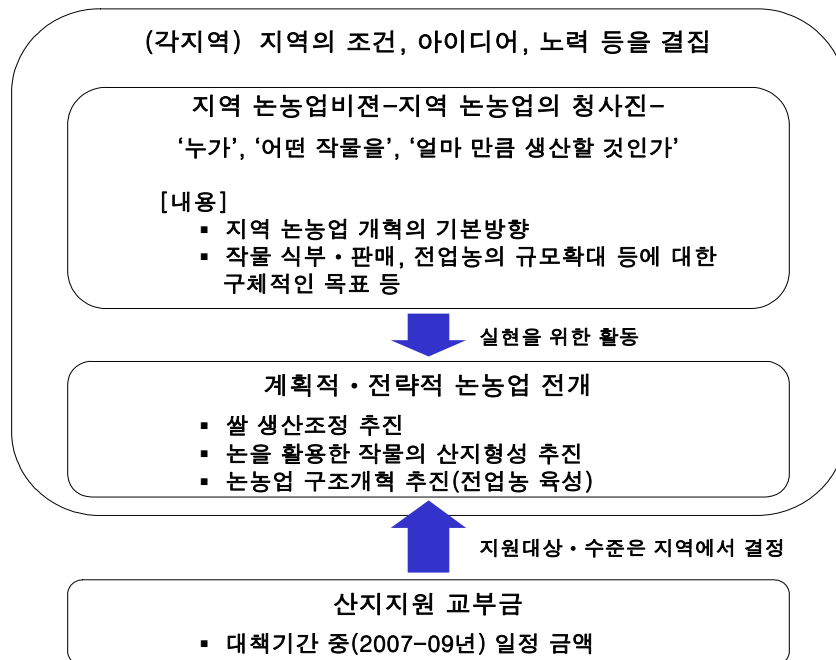 (각지역) 지역의 조건, 아이디어, 노력 등을 결집
지역 논농업비젼-지역 논농업의 청사진-
‘누가’, ‘어떤 작물을’, ‘얼마 만큼 생산할 것인가’
[내용]
▪ 지역 논농업 개혁의 기본방향
▪ 작물 식부・판매, 전업농의 규모확대 등에 대한
구체적인 목표 등
실현을 위한 활동
계획적・전략적 논농업 전개
▪ 쌀 생산조정 추진
▪ 논을 활용한 작물의 산지형성 추진
▪ 논농업 구조개혁 추진(전업농 육성)
지원대상・수준은 지역에서 결정
산지지원 교부금
▪ 대책기간 중(2007-09년) 일정 금액